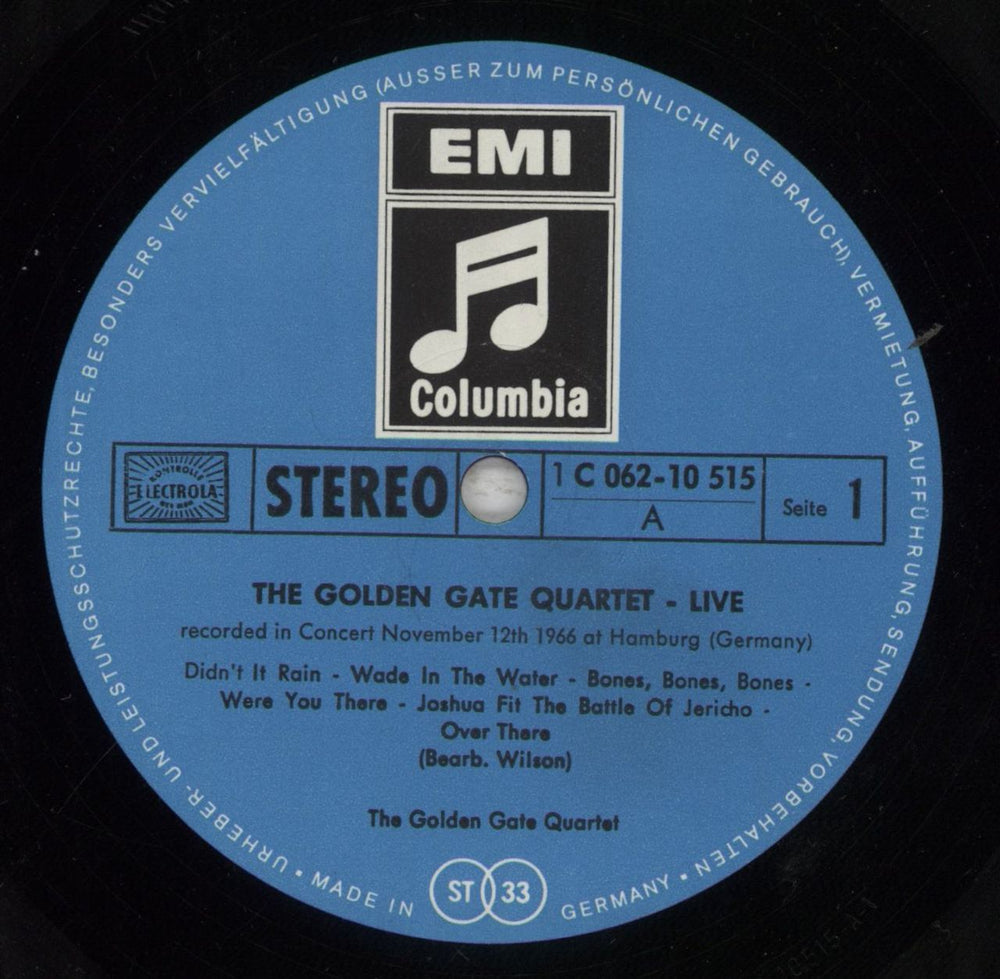 URHEBER- UND LEISTUNGSSCHUTZRECHTE, BESONDERS VERVIELFÄLTIGUNG (AUSSER ZUM PERSÖNLICHEN GEBRAUCH), VERMIETUNG, AUFFÜHRUNG, SENDUNG, VORBEHALTEN •
EMI
Columbia
KONTROLLE
ELECTROLA
STEREO
1 C 062-10 515
A
Seite 1
THE GOLDEN GATE QUARTET - LIVE
recorded in Concert November 12th 1966 at Hamburg (Germany)
Didn't It Rain - Wade In The Water - Bones, Bones, Bones -
Were You There - Joshua Fit The Battle Of Jericho -
Over There
(Bearb. Wilson)
The Golden Gate Quartet
• MADE IN
ST 33
GERMANY